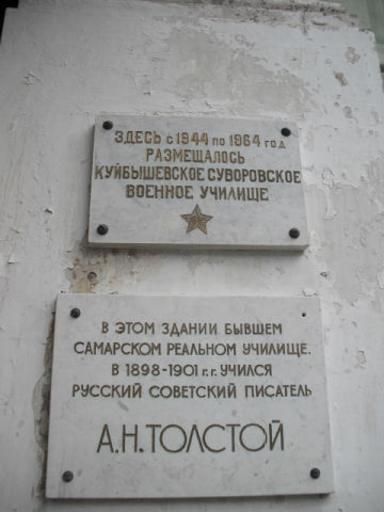 ЗДЕСЬ с 1944 по 1964 год
РАЗМЕЩАЛОСЬ
КУЙБЫШЕВСКОЕ СУВОРОВСКОЕ
ВОЕННОЕ УЧИЛИЩЕ
В ЭТОМ ЗДАНИИ БЫВШЕМ
САМАРСКОМ РЕАЛЬНОМ УЧИЛИЩЕ.
В 1898-1901 г.г. УЧИЛСЯ
РУССКИЙ СОВЕТСКИЙ ПИСАТЕЛЬ
А.Н.ТОЛСТОЙ